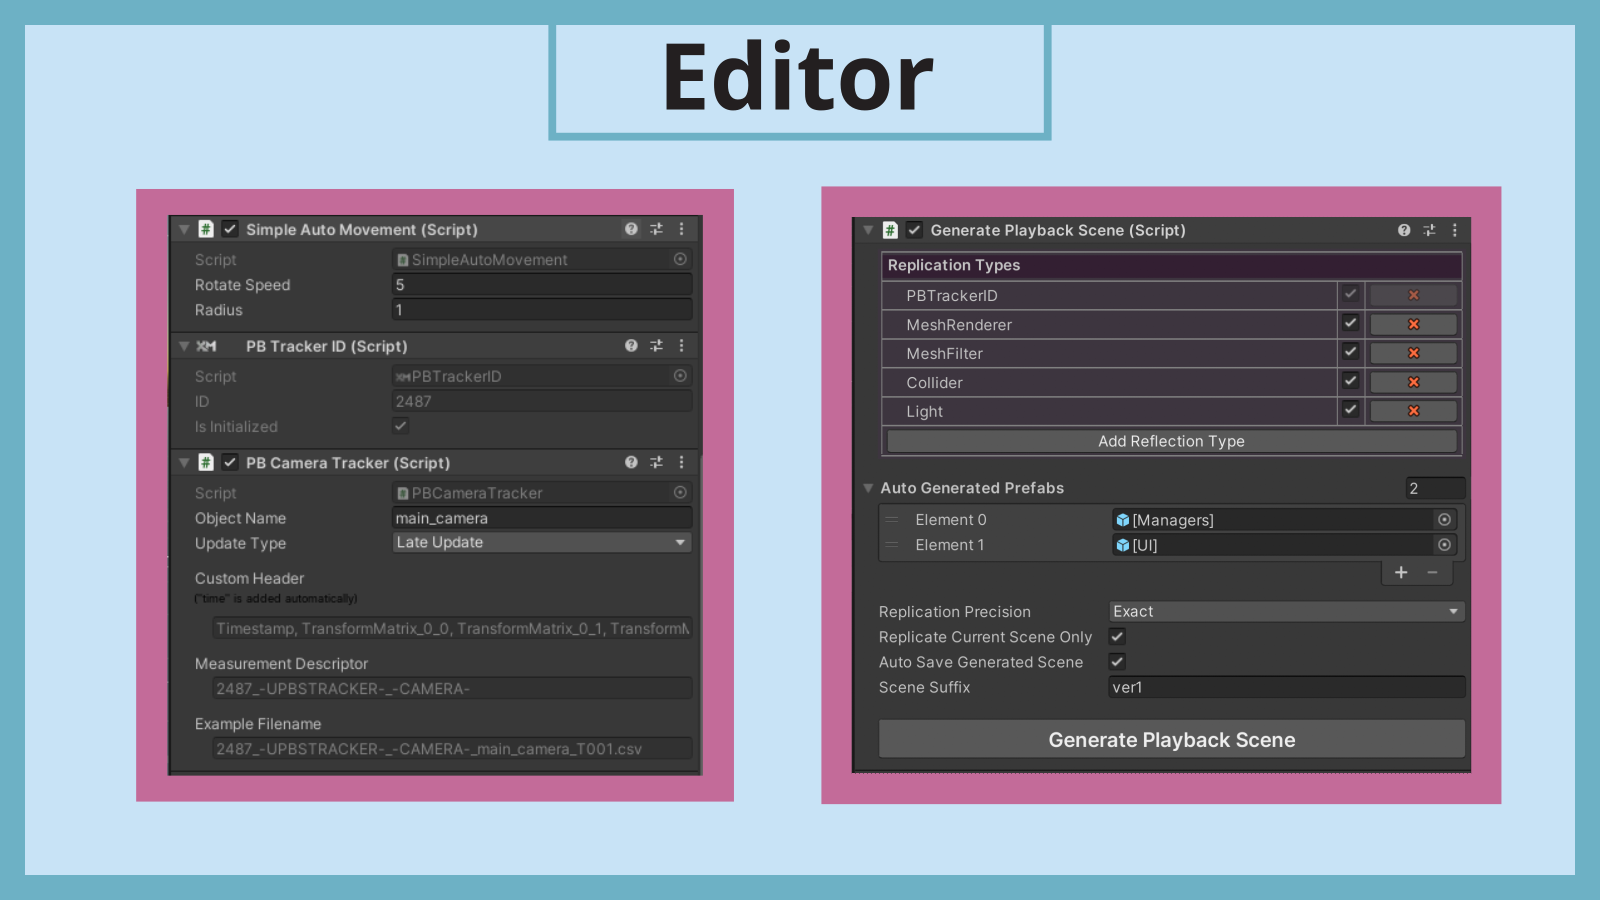 Editor
Simple Auto Movement (Script)
Script SimpleAutoMovement
Rotate Speed 5
Radius 1
PB Tracker ID (Script)
Script PBTrackerID
ID 2487
Is Initialized
PB Camera Tracker (Script)
Script PBCameraTracker
Object Name main_camera
Update Type Late Update
Custom Header
("time" is added automatically)
Timestamp, TransformMatrix_0_0, TransformMatrix_0_1, TransformM
Measurement Descriptor
2487_-UPBSTRACKER-_-CAMERA-
Example Filename
2487_-UPBSTRACKER-_-CAMERA-_main_camera_T001.csv
Generate Playback Scene (Script)
Replication Types
PBTrackerID
MeshRenderer
MeshFilter
Collider
Light
Add Reflection Type
Auto Generated Prefabs 2
Element 0 [Managers]
Element 1 [UI]
Replication Precision Exact
Replicate Current Scene Only
Auto Save Generated Scene
Scene Suffix ver1
Generate Playback Scene